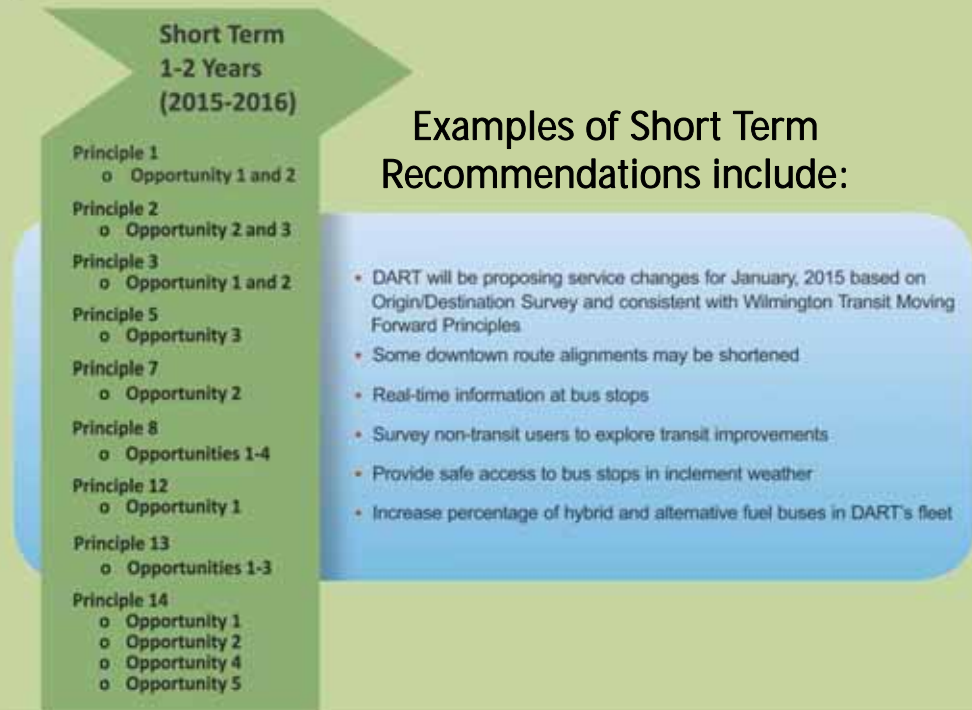 Short Term
1-2 Years
(2015-2016)
Principle 1
o Opportunity 1 and 2
Principle 2
o Opportunity 2 and 3
Principle 3
o Opportunity 1 and 2
Principle 5
o Opportunity 3
Principle 7
o Opportunity 2
Principle 8
o Opportunities 1-4
Principle 12
o Opportunity 1
Principle 13
o Opportunities 1-3
Principle 14
o Opportunity 1
o Opportunity 2
o Opportunity 4
o Opportunity 5
Examples of Short Term
Recommendations include:
• DART will be proposing service changes for January, 2015 based on
Origin/Destination Survey and consistent with Wilmington Transit Moving
Forward Principles
• Some downtown route alignments may be shortened
• Real-time information at bus stops
• Survey non-transit users to explore transit improvements
• Provide safe access to bus stops in inclement weather
• Increase percentage of hybrid and alternative fuel buses in DART's fleet